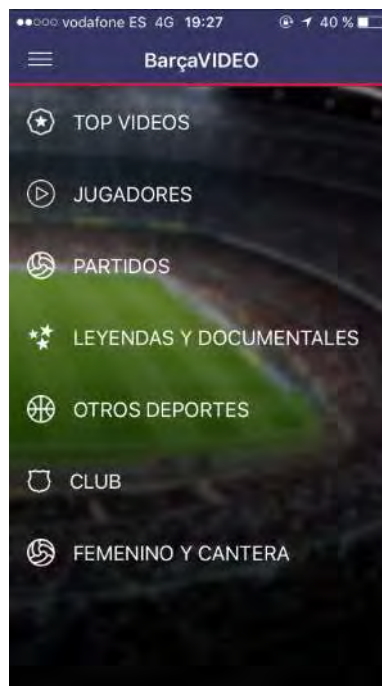 vodafone ES 4G 19:27 40 %
BarçaVIDEO
TOP VIDEOS
JUGADORES
PARTIDOS
LEYENDAS Y DOCUMENTALES
OTROS DEPORTES
CLUB
FEMENINO Y CANTERA